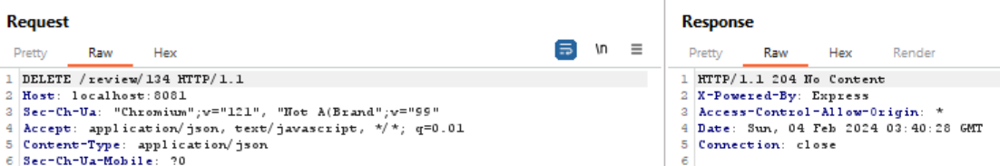 Request
Pretty Raw Hex \n
1 DELETE /review/134 HTTP/1.1
2 Host: localhost:8081
3 Sec-Ch-Ua: "Chromium";v="121", "Not A(Brand";v="99"
4 Accept: application/json, text/javascript, */*; q=0.01
5 Content-Type: application/json
6 Sec-Ch-Ua-Mobile: ?0
Response
Pretty Raw Hex Render
1 HTTP/1.1 204 No Content
2 X-Powered-By: Express
3 Access-Control-Allow-Origin: *
4 Date: Sun, 04 Feb 2024 03:40:28 GMT
5 Connection: close
6